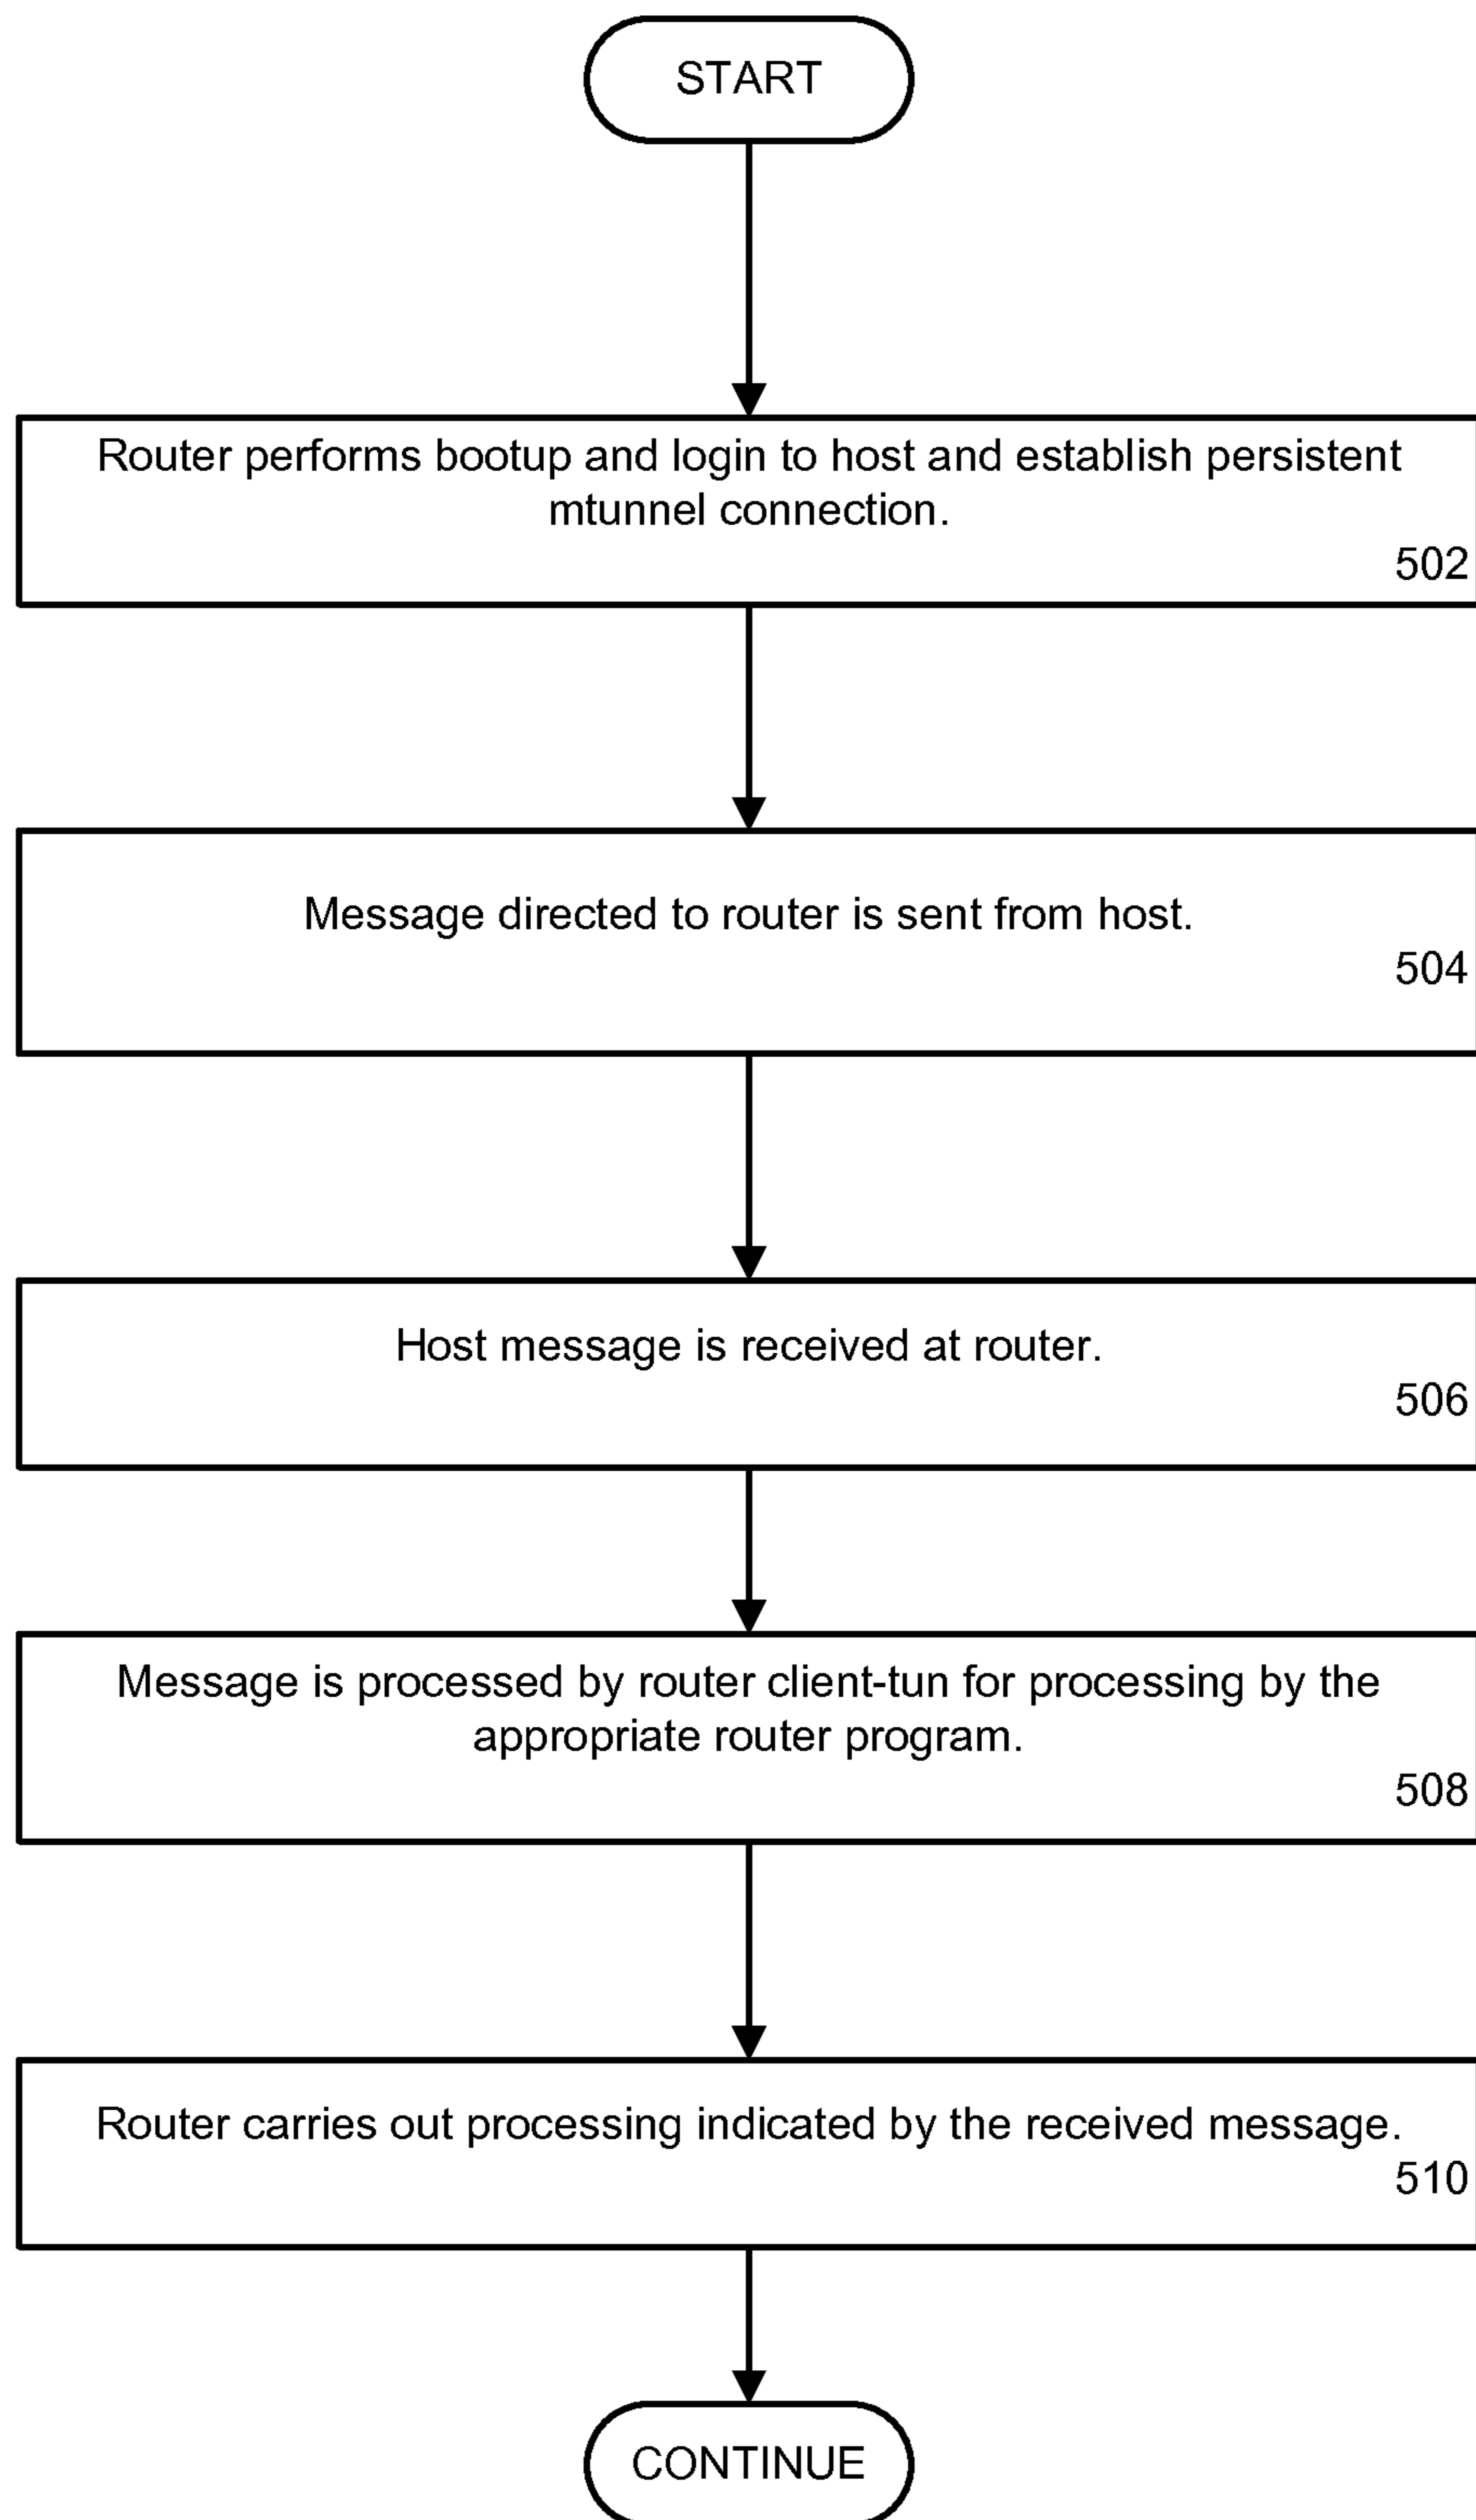 START
Router performs bootup and login to host and establish persistent
mtunnel connection.
502
Message directed to router is sent from host.
504
Host message is received at router.
506
Message is processed by router client-tun for processing by the
appropriate router program.
508
Router carries out processing indicated by the received message.
510
CONTINUE